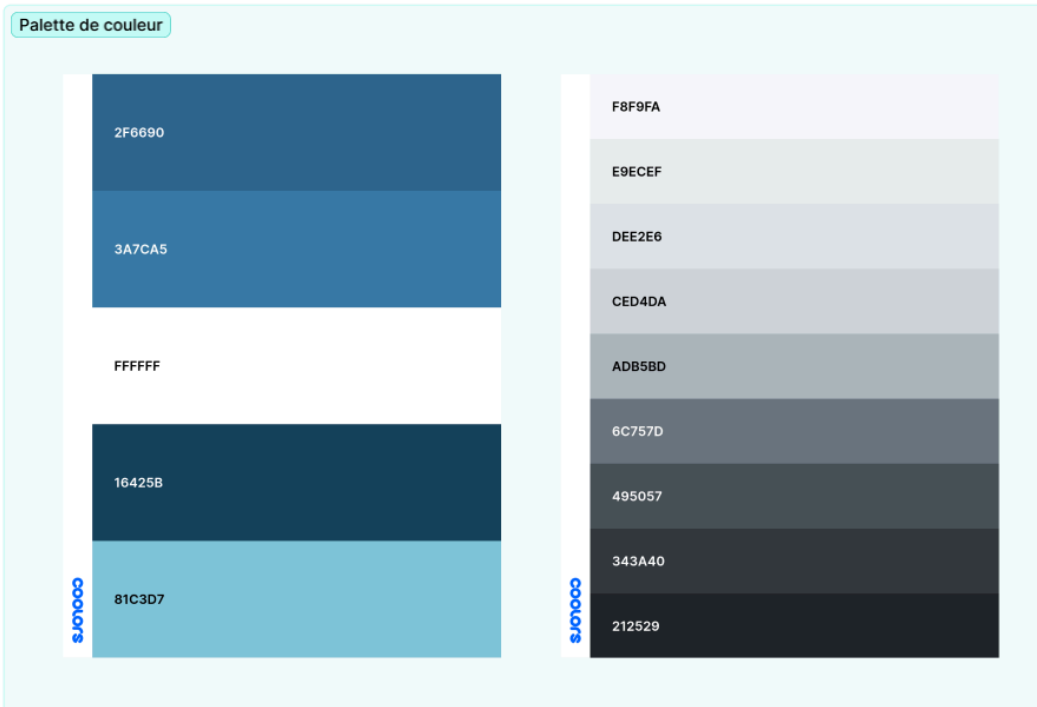 Palette de couleur
2F6690
3A7CA5
FFFFFF
16425B
81C3D7
coolors
F8F9FA
E9ECEF
DEE2E6
CED4DA
ADB5BD
6C757D
495057
343A40
212529
coolors